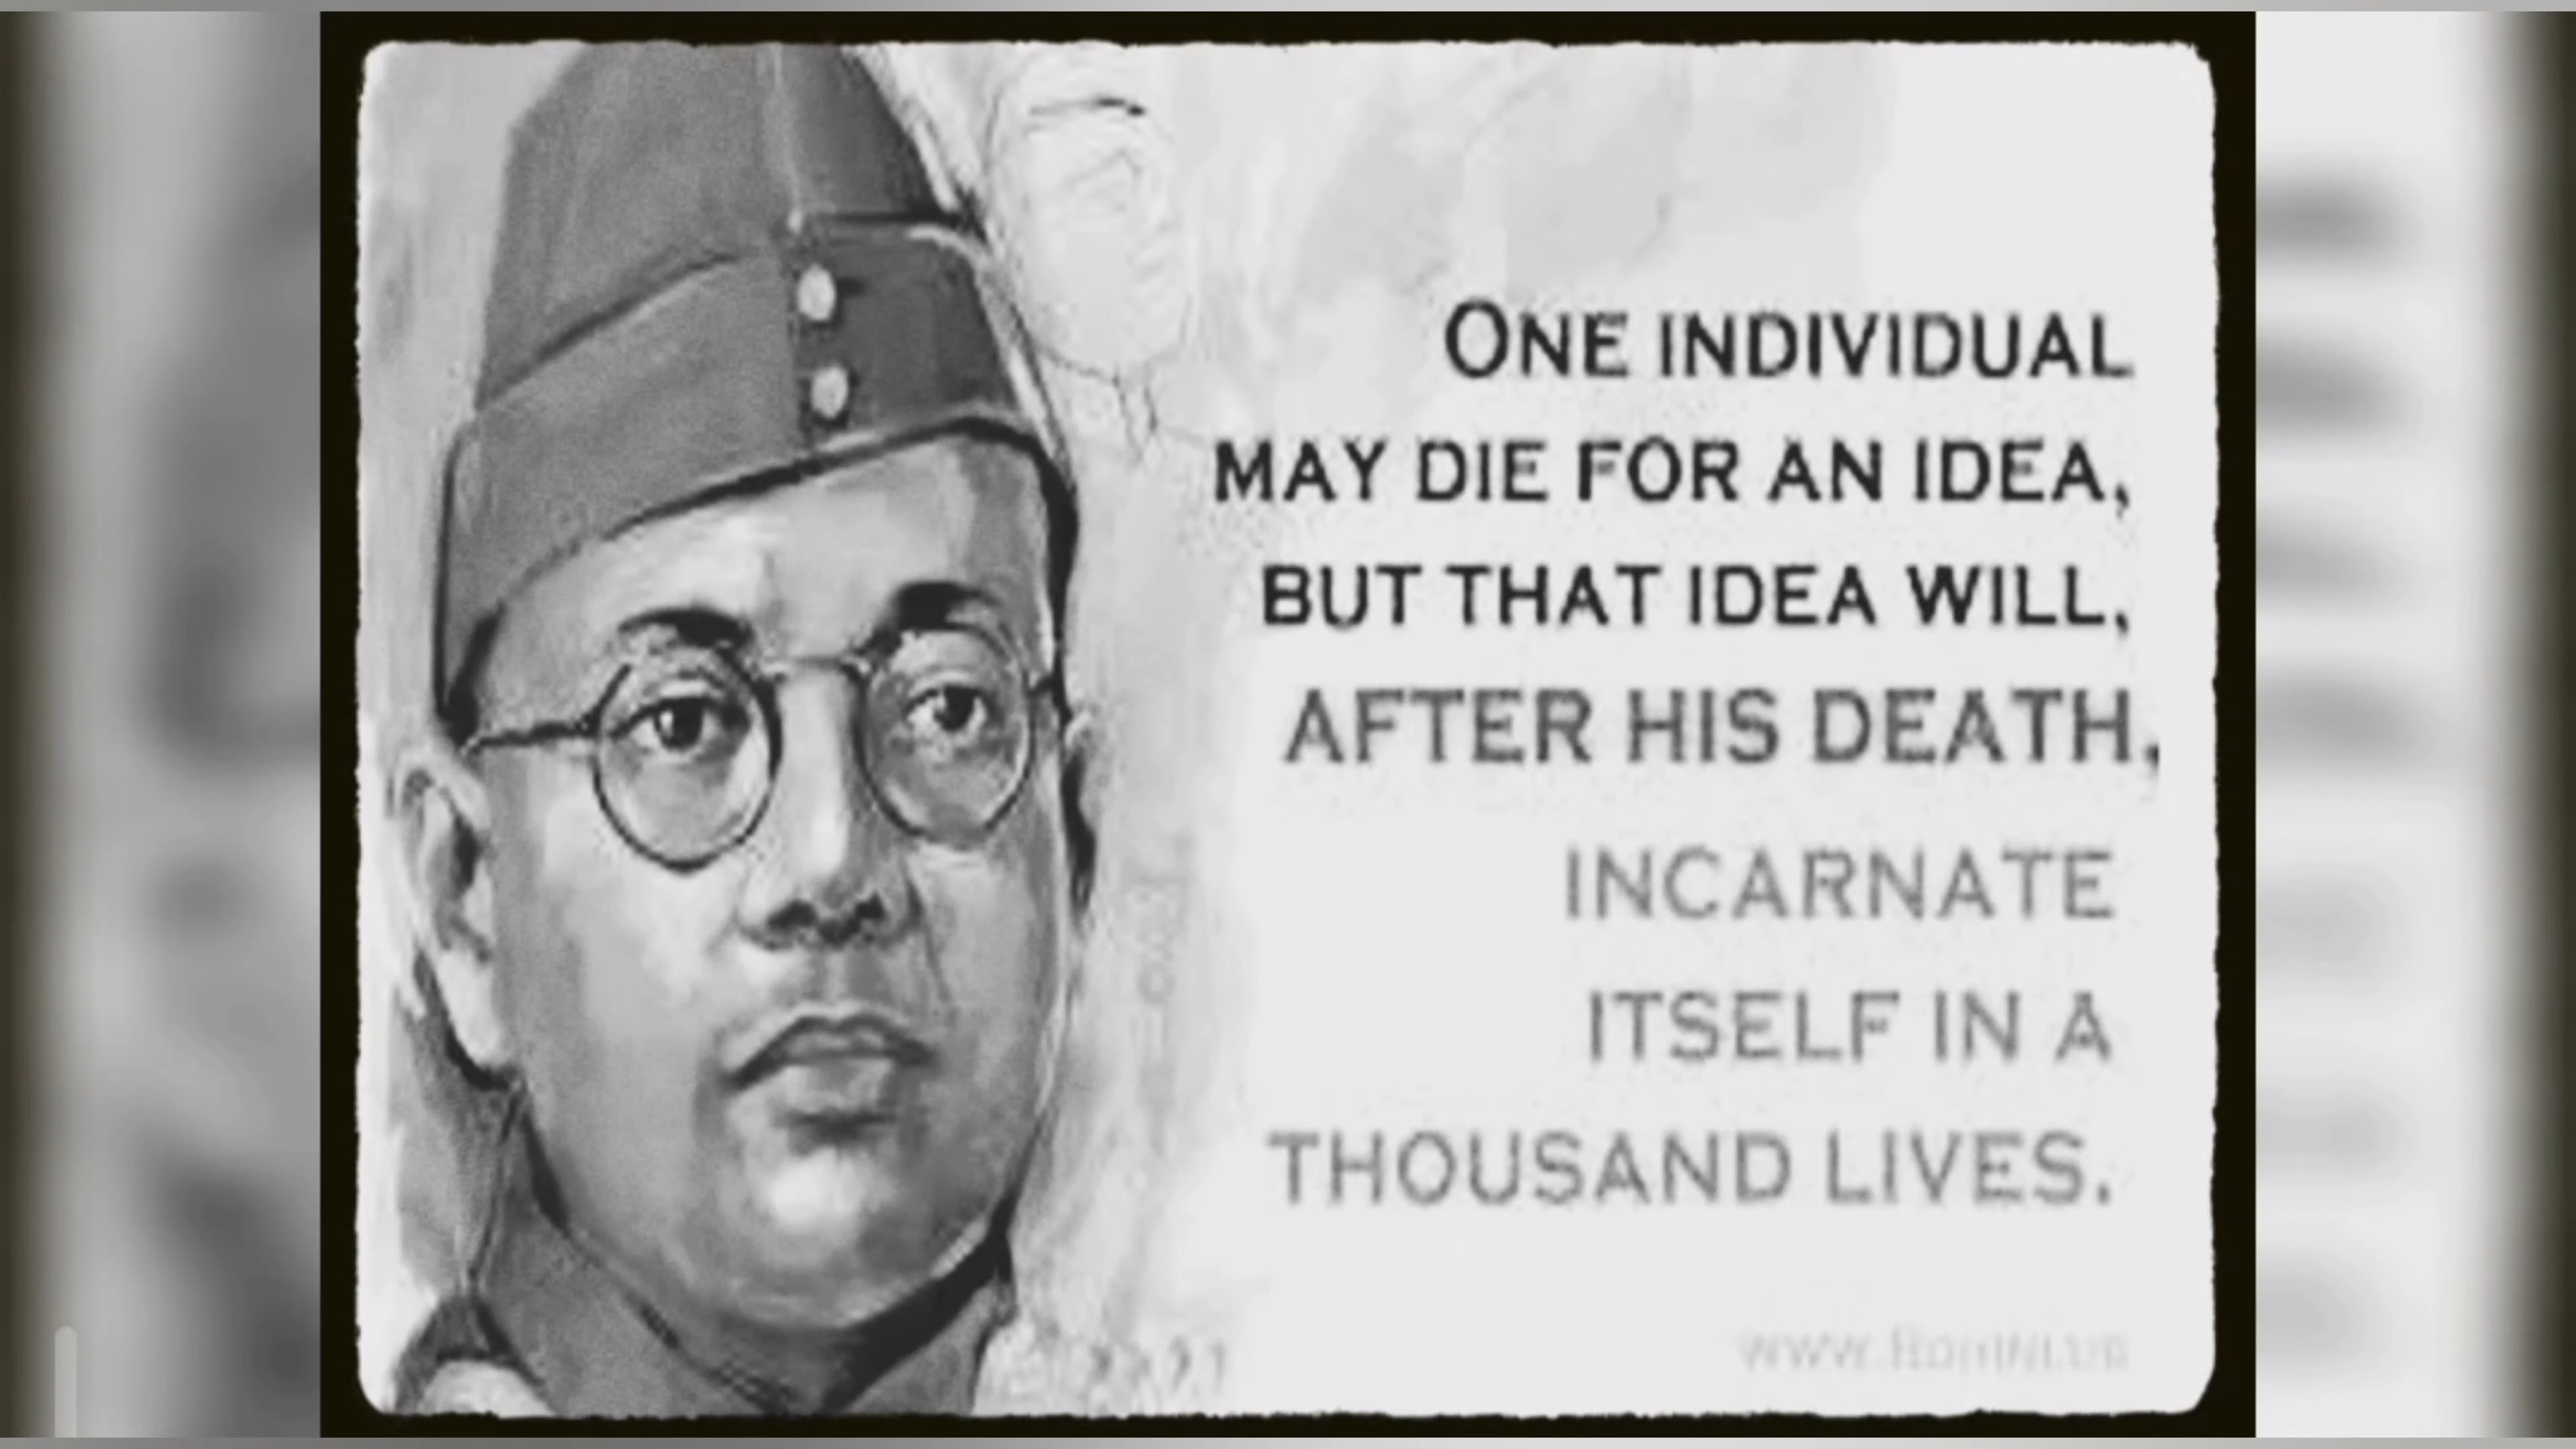 ONE INDIVIDUAL
MAY DIE FOR AN IDEA,
BUT THAT IDEA WILL,
AFTER HIS DEATH,
INCARNATE
ITSELF IN A
THOUSAND LIVES.